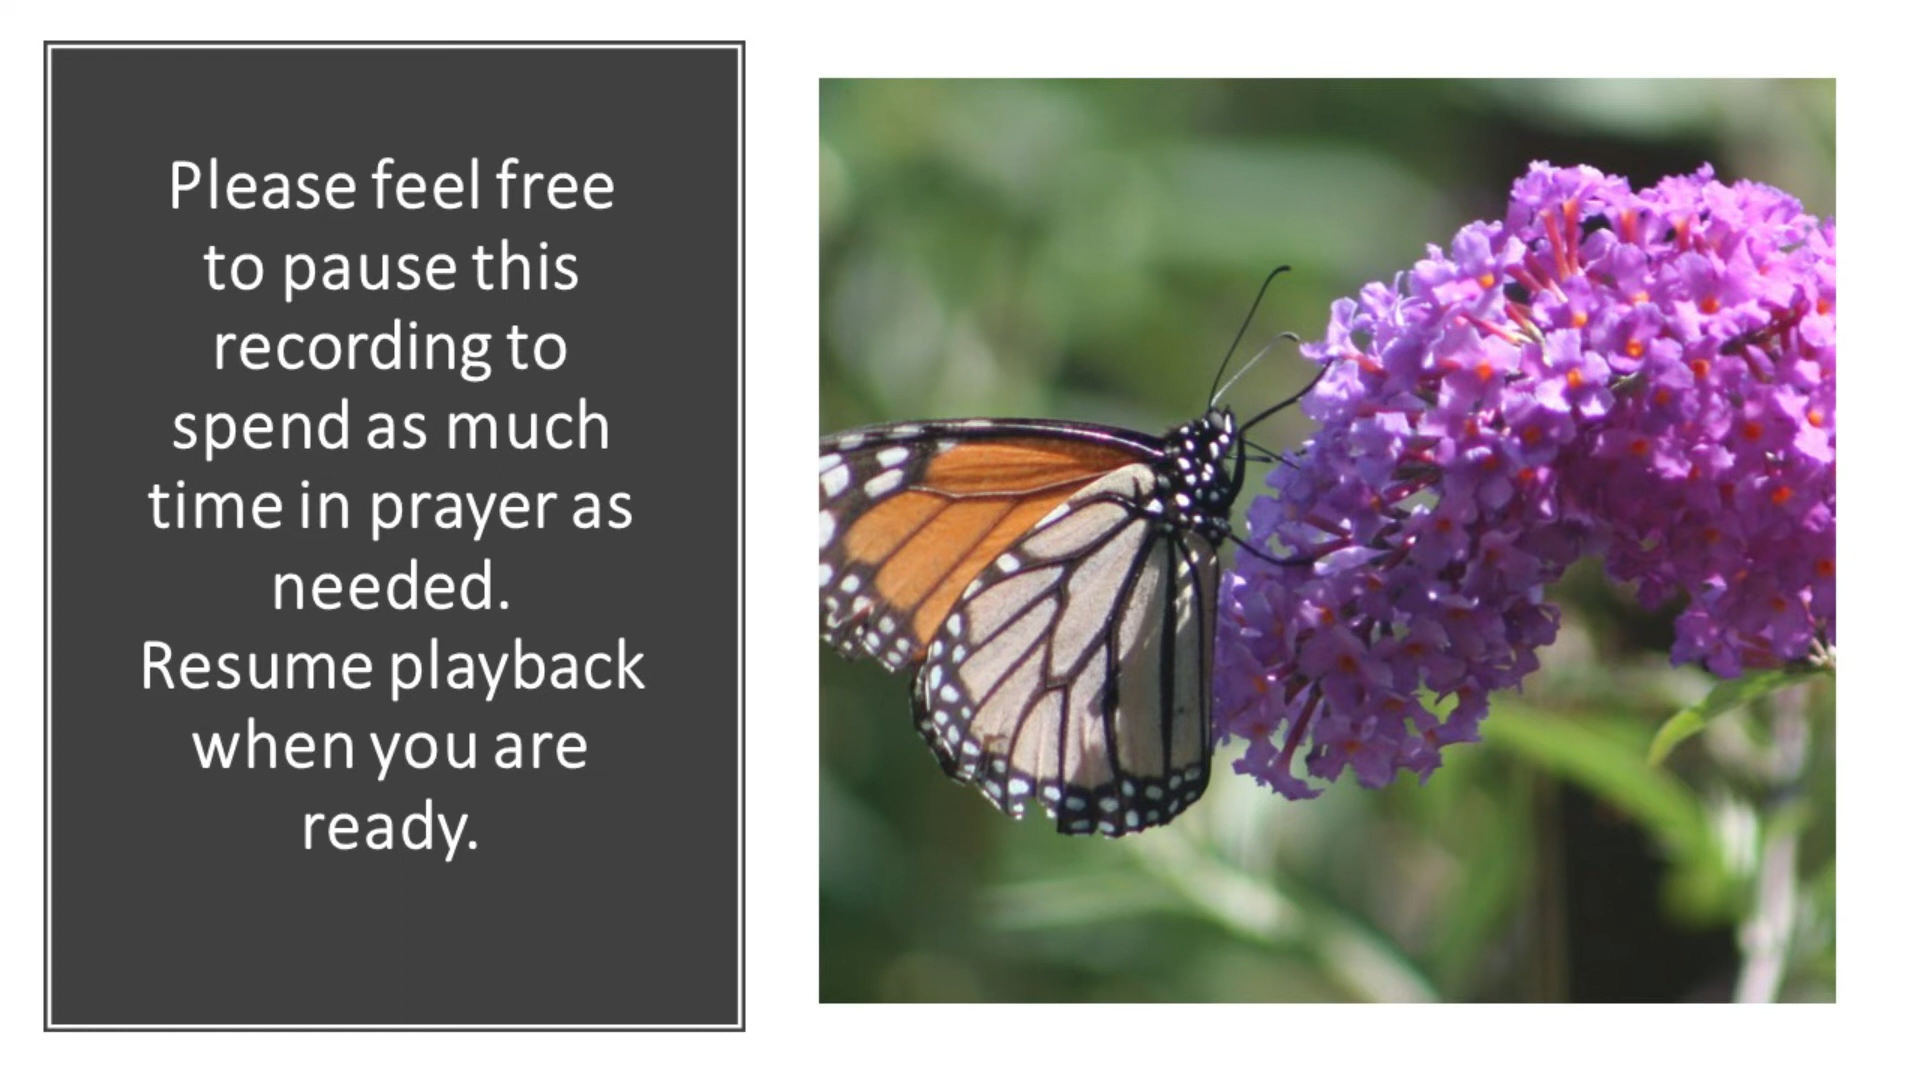 Please feel free
to pause this
recording to
spend as much
time in prayer as
needed.
Resume playback
when you are
ready.